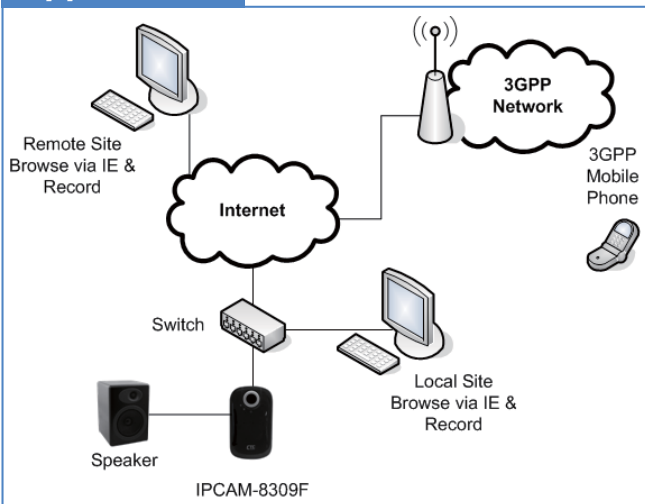 3GPP
Network
Remote Site
Browse via IE &
Record
3GPP
Mobile
Phone
Internet
Switch
Local Site
Browse via IE &
Record
Speaker
IPCAM-8309F